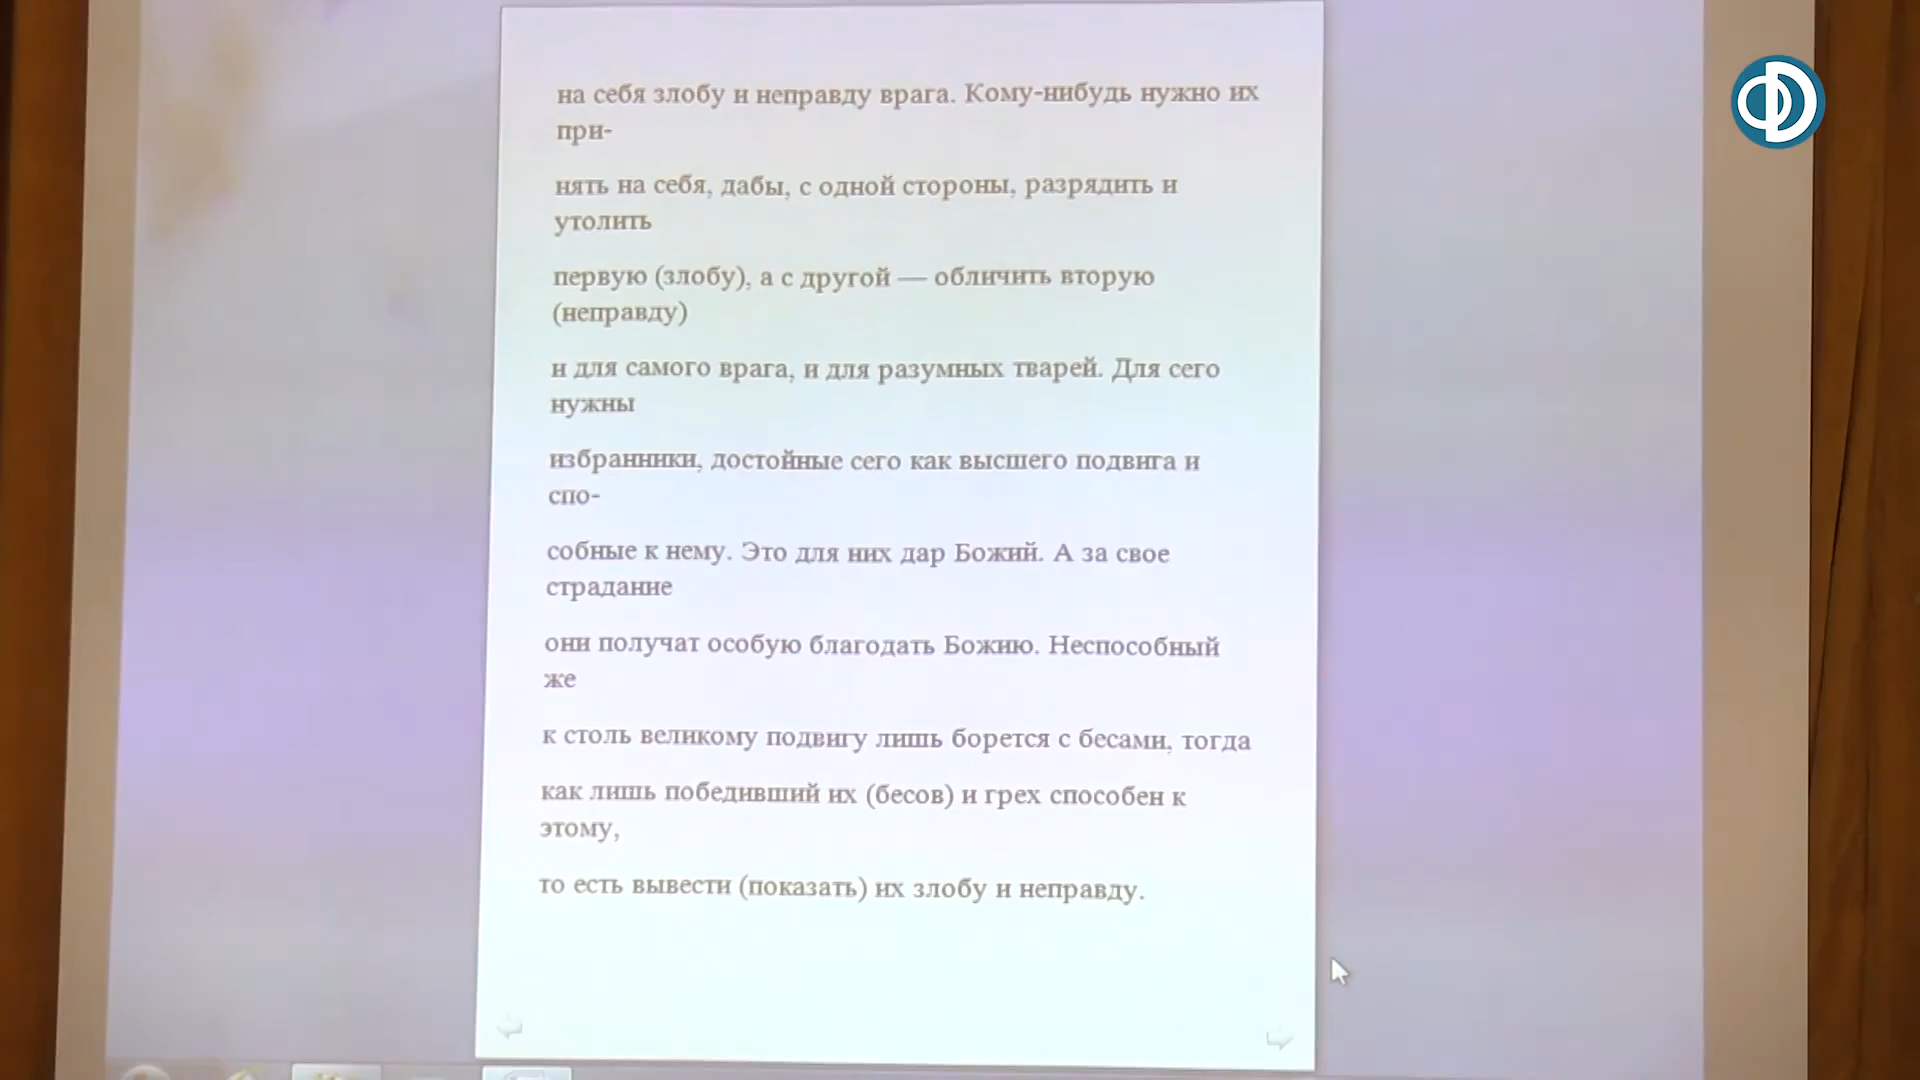 на себя злобу и неправду врага. Кому-нибудь нужно их
при-
нять на себя, дабы, с одной стороны, разрядить и
утолить
первую (злобу), а с другой — обличить вторую
(неправду)
и для самого врага, и для разумных тварей. Для сего
нужны
избранники, достойные сего как высшего подвига и
спо-
собные к нему. Это для них дар Божий. А за свое
страдание
они получат особую благодать Божию. Неспособный
же
к столь великому подвигу лишь борется с бесами, тогда
как лишь победивший их (бесов) и грех способен к
этому,
то есть вывести (показать) их злобу и неправду.